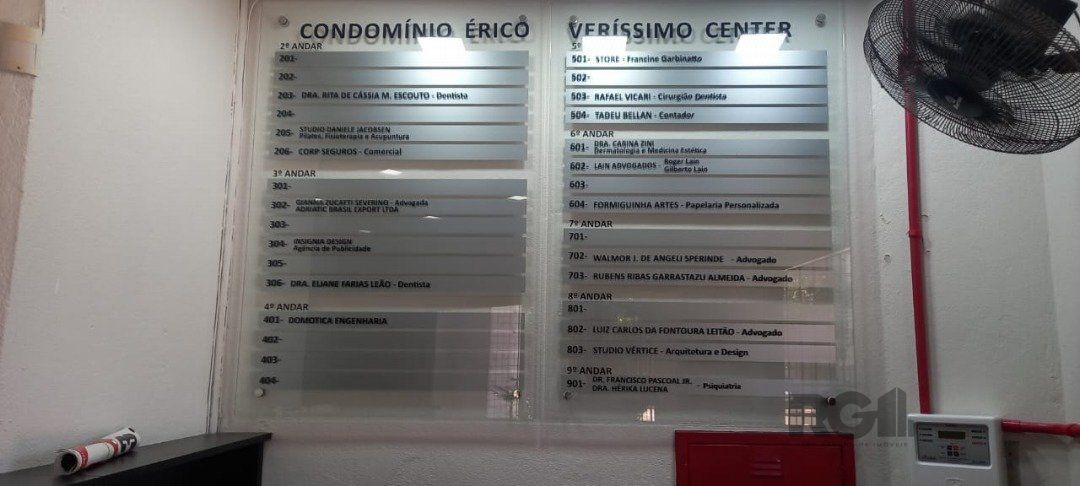 CONDOMÍNIO ÉRICO VERÍSSIMO CENTER
2º ANDAR
201-
202-
203- DRA. RITA DE CÁSSIA M. ESCOUTO - Dentista
204-
205- STUDIO DANIELE JACOBSEN
Pilates, Fisioterapia e Acupuntura
206- CORP SEGUROS - Comercial
3º ANDAR
301-
302- GIANNA ZUCATTI SEVERINO - Advogada
ADRIATIC BRASIL EXPORT LTDA
303-
304- INSIGNIA DESIGN
Agência de Publicidade
305-
306- DRA. ELIANE FARIAS LEÃO - Dentista
4º ANDAR
401- DOMOTICA ENGENHARIA
402-
403-
404-
5º
501- STORE - Francine Garbinatto
502-
503- RAFAEL VICARI - Cirurgião Dentista
504- TADEU BELLAN - Contador
6º ANDAR
601- DRA. CARINA ZINI
Dermatologia e Medicina Estética
602- LAIN ADVOGADOS - Roger Lain
Gilberto Lain
603-
604- FORMIGUINHA ARTES - Papelaria Personalizada
7º ANDAR
701-
702- WALMOR J. DE ANGELI SPERINDE - Advogado
703- RUBENS RIBAS GARRASTAZU ALMEIDA - Advogado
8º ANDAR
801-
802- LUIZ CARLOS DA FONTOURA LEITÃO - Advogado
803- STUDIO VÉRTICE - Arquitetura e Design
9º ANDAR
901- DR. FRANCISCO PASCOAL JR.
DRA. HERIKA LUCENA - Psiquiatria
RGI